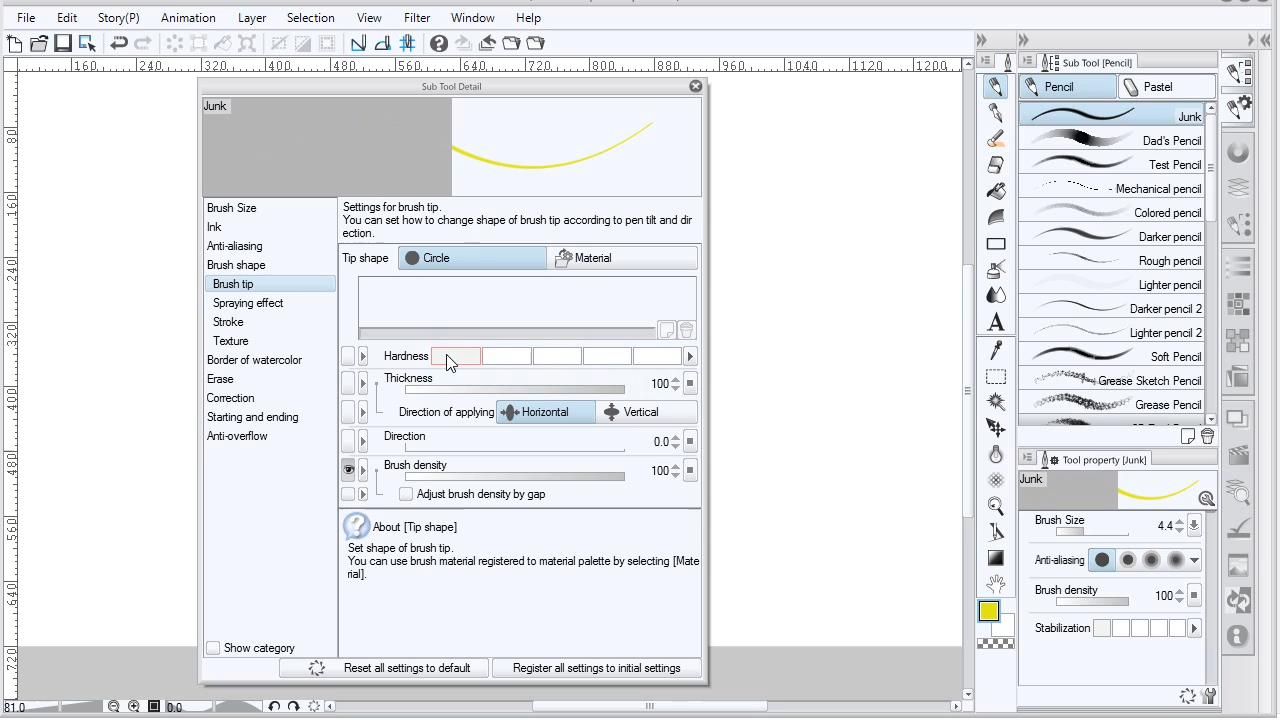 File Edit Story(P) Animation Layer Selection View Filter Window Help
160 240 320 400 480 560 640 720 800 880 960 1040 1120 1200
Sub Tool Detail
Junk
Brush Size
Ink
Anti-aliasing
Brush shape
Brush tip
Spraying effect
Stroke
Texture
Border of watercolor
Erase
Correction
Starting and ending
Anti-overflow
Show category
Settings for brush tip.
You can set how to change shape of brush tip according to pen tilt and dir
ection.
Tip shape Circle Material
Hardness
Thickness 100
Direction of applying Horizontal Vertical
Direction 0.0
Brush density 100
Adjust brush density by gap
About [Tip shape]
Set shape of brush tip.
You can use brush material registered to material palette by selecting [Mate
rial].
Reset all settings to default Register all settings to initial settings
Sub Tool [Pencil]
Pencil Pastel
Junk
Dad's Pencil
Test Pencil
Mechanical pencil
Colored pencil
Darker pencil
Rough pencil
Lighter pencil
Darker pencil 2
Lighter pencil 2
Soft Pencil
Grease Sketch Pencil
Grease Pencil
Tool property [Junk]
Junk
Brush Size 4.4
Anti-aliasing
Brush density 100
Stabilization
80
160
240
320
400
480
560
640
720
81.0 0.0